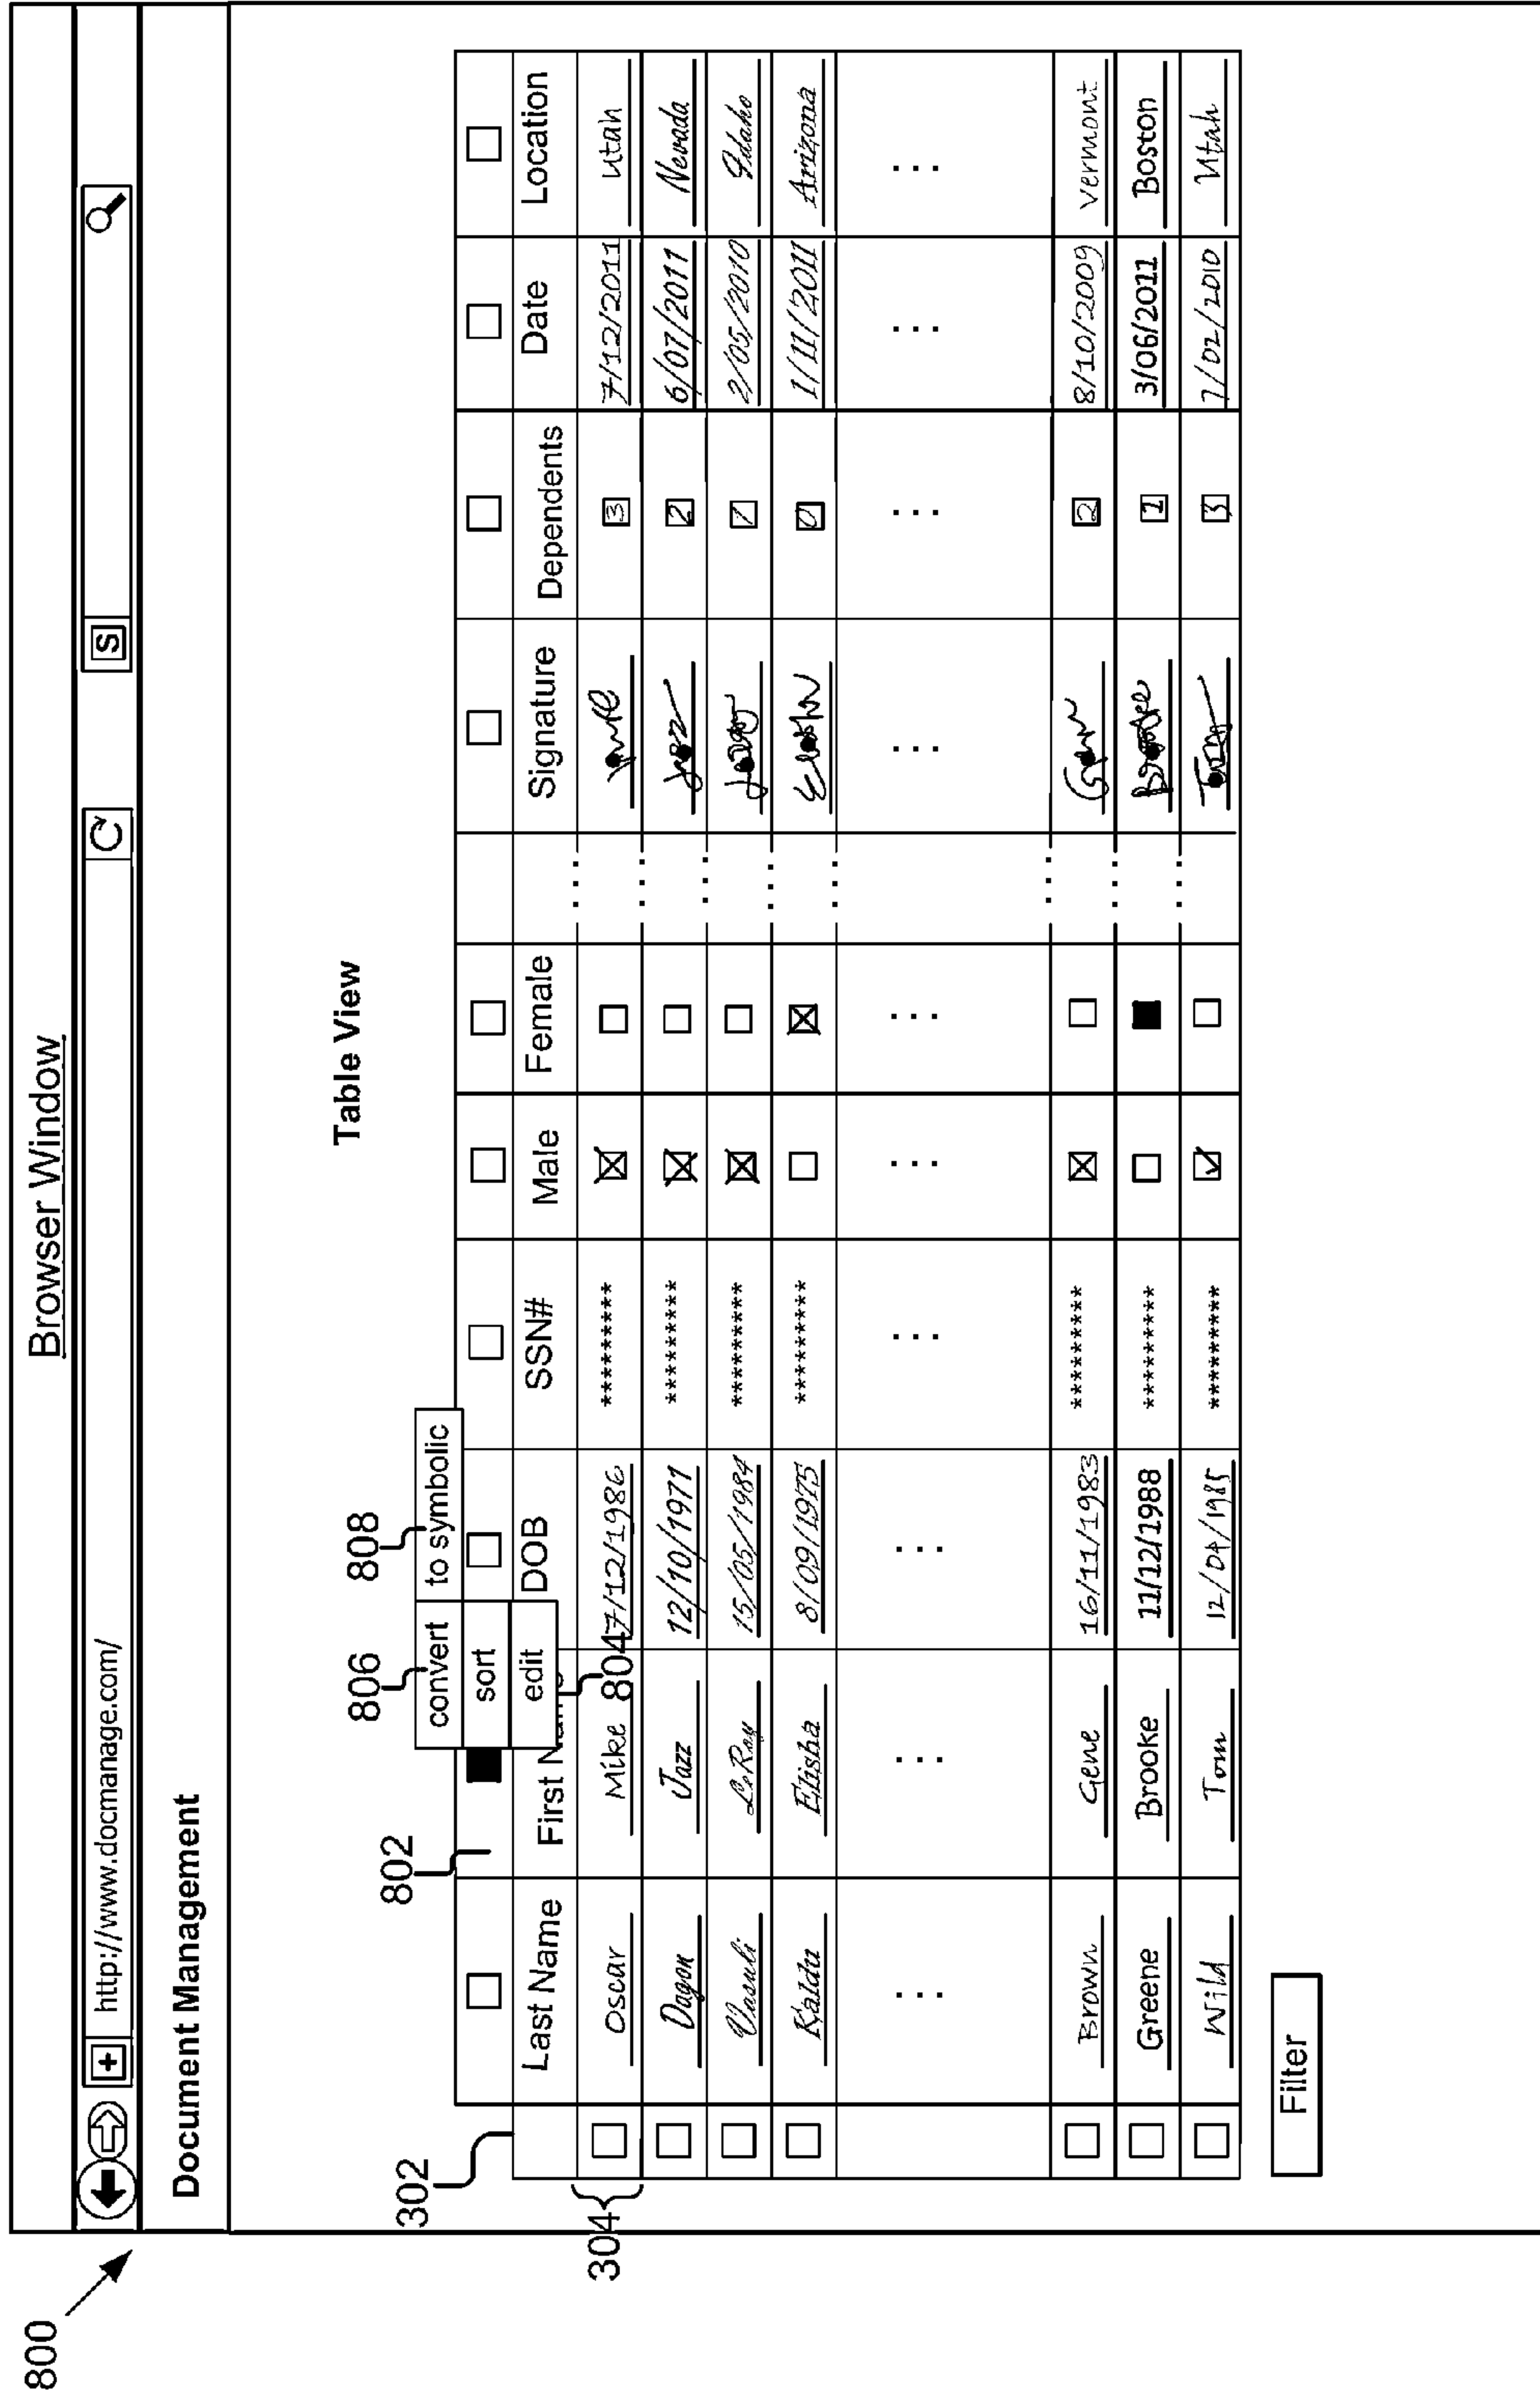 800
Browser Window
http://www.docmanage.com/
S
Document Management
Table View
806 808
convert to symbolic
302 802
sort
edit
804
304
Last Name First DOB SSN# Male Female Signature Dependents Date Location
Oscar Mike 7/12/1986 ********* ... 3 7/12/2011 Utah
Dagon Jazz 12/10/1971 ********* ... 2 6/07/2011 Nevada
Vasuli LeRoy 15/05/1984 ********* ... 1 2/05/2010 Idaho
Kaldu Elisha 8/09/1975 ********* ... 0 1/11/2011 Arizona
... ... ... ... ... ... ... ... ... ...
Brown Gene 16/11/1983 ********* ... 2 8/10/2009 Vermont
Greene Brooke 11/12/1988 ********* ... 1 3/06/2011 Boston
Wild Tom 12/04/1985 ********* ... 3 7/02/2010 Utah
Filter